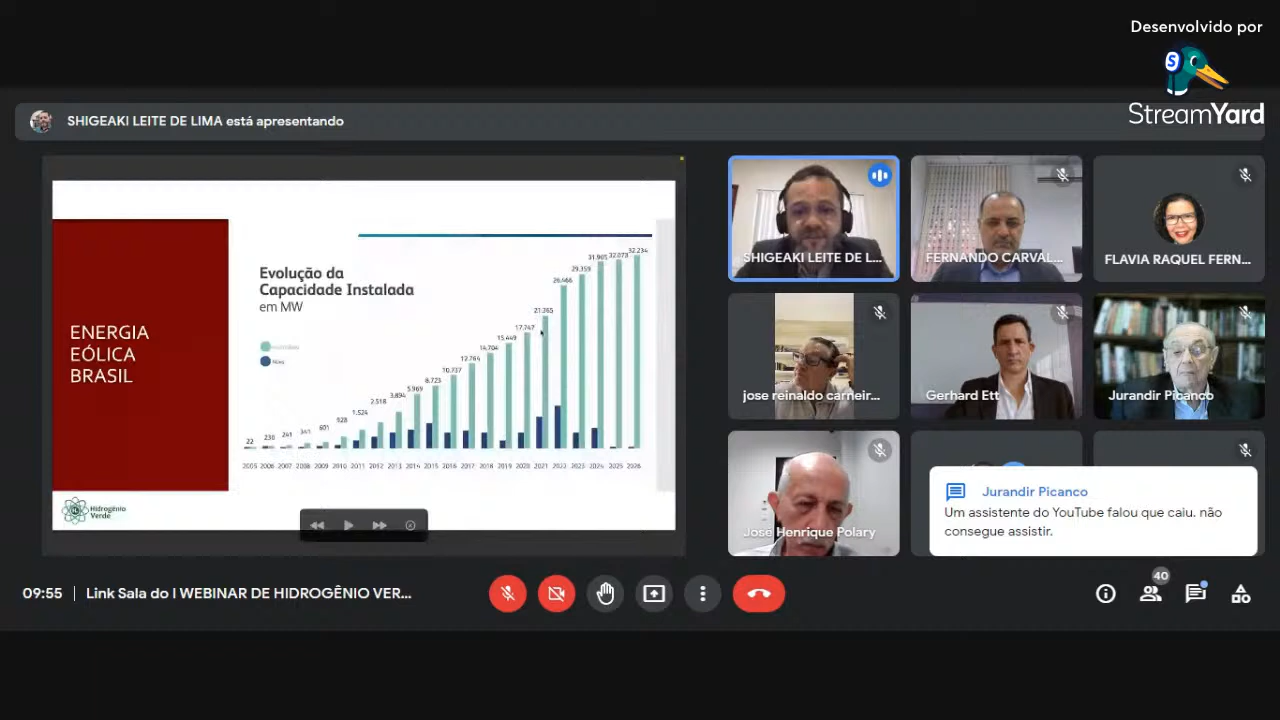 Desenvolvido por
StreamYard
SHIGEAKI LEITE DE LIMA está apresentando
ENERGIA
EÓLICA
BRASIL
Hidrogênio
Verde
Evolução da
Capacidade Instalada
em MW
Nova
22 230 241 341 601 928 1.524 2.518 3.894 5.969 8.723 10.737 12.764 14.704 15.449 17.747 21.365 26.466 29.359 31.905 32.073 32.234
2005 2006 2007 2008 2009 2010 2011 2012 2013 2014 2015 2016 2017 2018 2019 2020 2021 2022 2023 2024 2025 2026
SHIGEAKI LEITE DE L...
FERNANDO CARVAL...
FLAVIA RAQUEL FERN...
jose reinaldo carneir...
Gerhard Ett
Jurandir Picanco
José Henrique Polary
Jurandir Picanco
Um assistente do YouTube falou que caiu. não
consegue assistir.
09:55 | Link Sala do I WEBINAR DE HIDROGÊNIO VER...
40